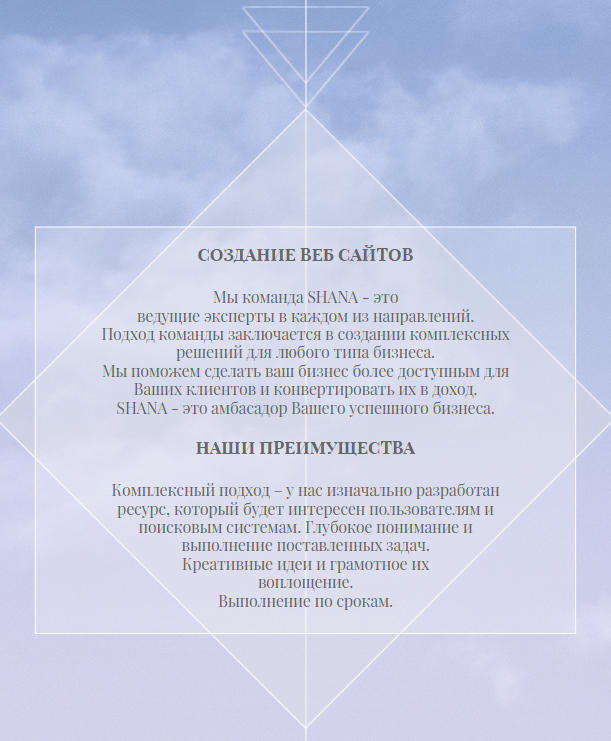 СОЗДАНИЕ ВЕБ САЙТОВ
Мы команда SHANA - это
ведущие эксперты в каждом из направлений.
Подход команды заключается в создании комплексных
решений для любого типа бизнеса.
Мы поможем сделать ваш бизнес более доступным для
Ваших клиентов и конвертировать их в доход.
SHANA - это амбасадор Вашего успешного бизнеса.
НАШИ ПРЕИМУЩЕСТВА
Комплексный подход – у нас изначально разработан
ресурс, который будет интересен пользователям и
поисковым системам. Глубокое понимание и
выполнение поставленных задач.
Креативные идеи и грамотное их
воплощение.
Выполнение по срокам.